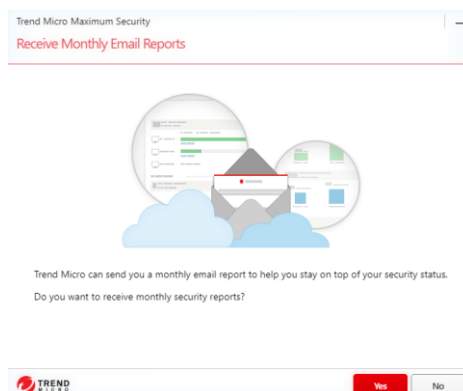 Trend Micro Maximum Security
Receive Monthly Email Reports
Trend Micro can send you a monthly email report to help you stay on top of your security status.
Do you want to receive monthly security reports?
TREND
MICRO
Yes
No